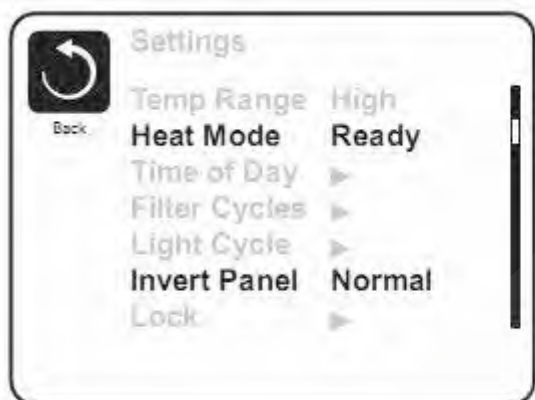 Settings
Back
Temp Range High
Heat Mode Ready
Time of Day
Filter Cycles
Light Cycle
Invert Panel Normal
Lock